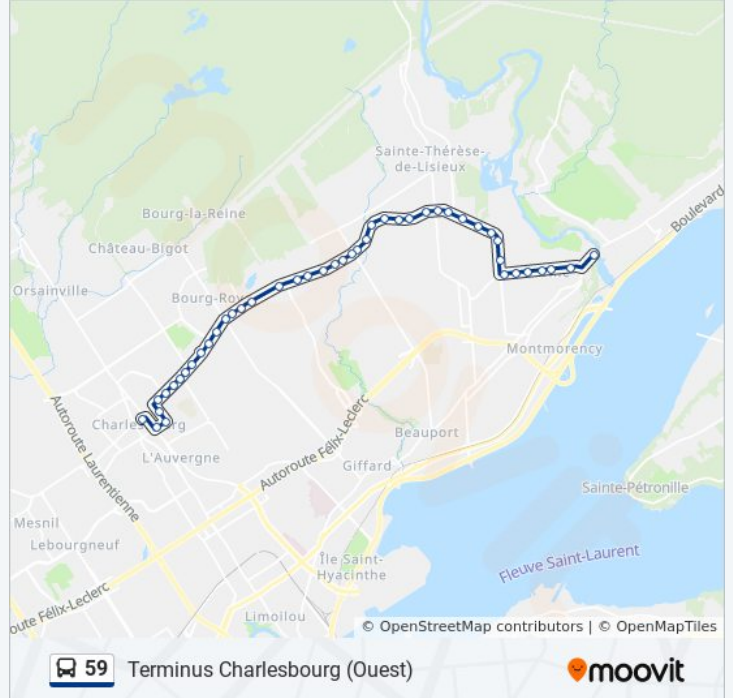 Sainte-Thérèse-
de-Lisieux
Boulevard
Bourg-la-Reine
Château-Bigot
Orsainville
Montmorency
Charlesbourg
L'Auvergne
Autoroute Laurentienne
Autoroute Félix-Leclerc
Beauport
Giffard
Sainte-Pétronille
Mesnil
Lebourgneuf
Île Saint-
Hyacinthe
Fleuve Saint-Laurent
oute Félix-Leclerc
Limoilou
© OpenStreetMap contributors | © OpenMapTiles
59 Terminus Charlesbourg (Ouest)
moovit